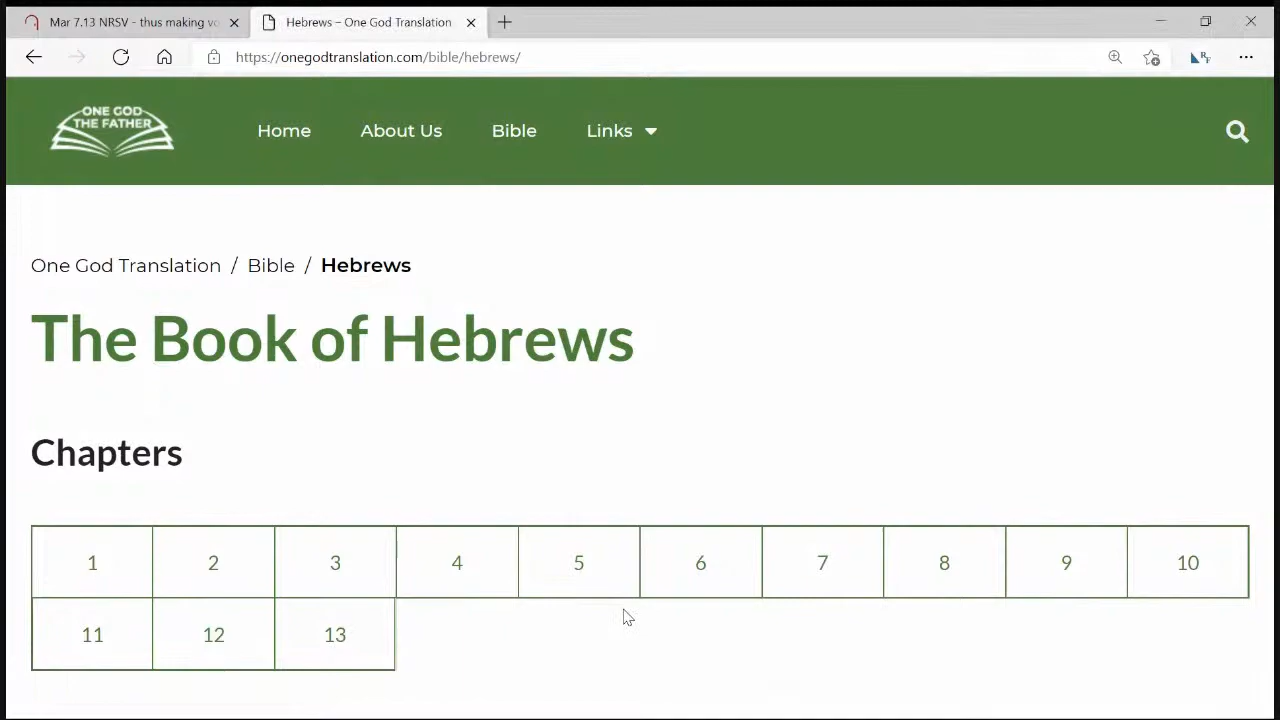 Mar 7.13 NRSV - thus making vo
Hebrews – One God Translation
https://onegodtranslation.com/bible/hebrews/
ONE GOD
THE FATHER
Home About Us Bible Links
One God Translation / Bible / Hebrews
The Book of Hebrews
Chapters
1 2 3 4 5 6 7 8 9 10
11 12 13